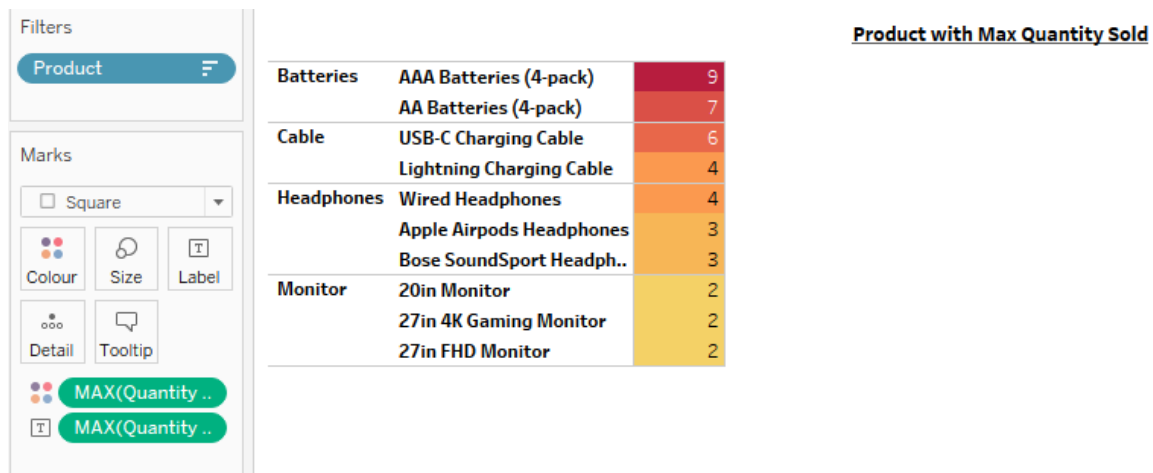 Filters
Product
Marks
Square
Colour Size Label
Detail Tooltip
MAX(Quantity ..
T MAX(Quantity ..
Product with Max Quantity Sold
Batteries AAA Batteries (4-pack) 9
AA Batteries (4-pack) 7
Cable USB-C Charging Cable 6
Lightning Charging Cable 4
Headphones Wired Headphones 4
Apple Airpods Headphones 3
Bose SoundSport Headph.. 3
Monitor 20in Monitor 2
27in 4K Gaming Monitor 2
27in FHD Monitor 2